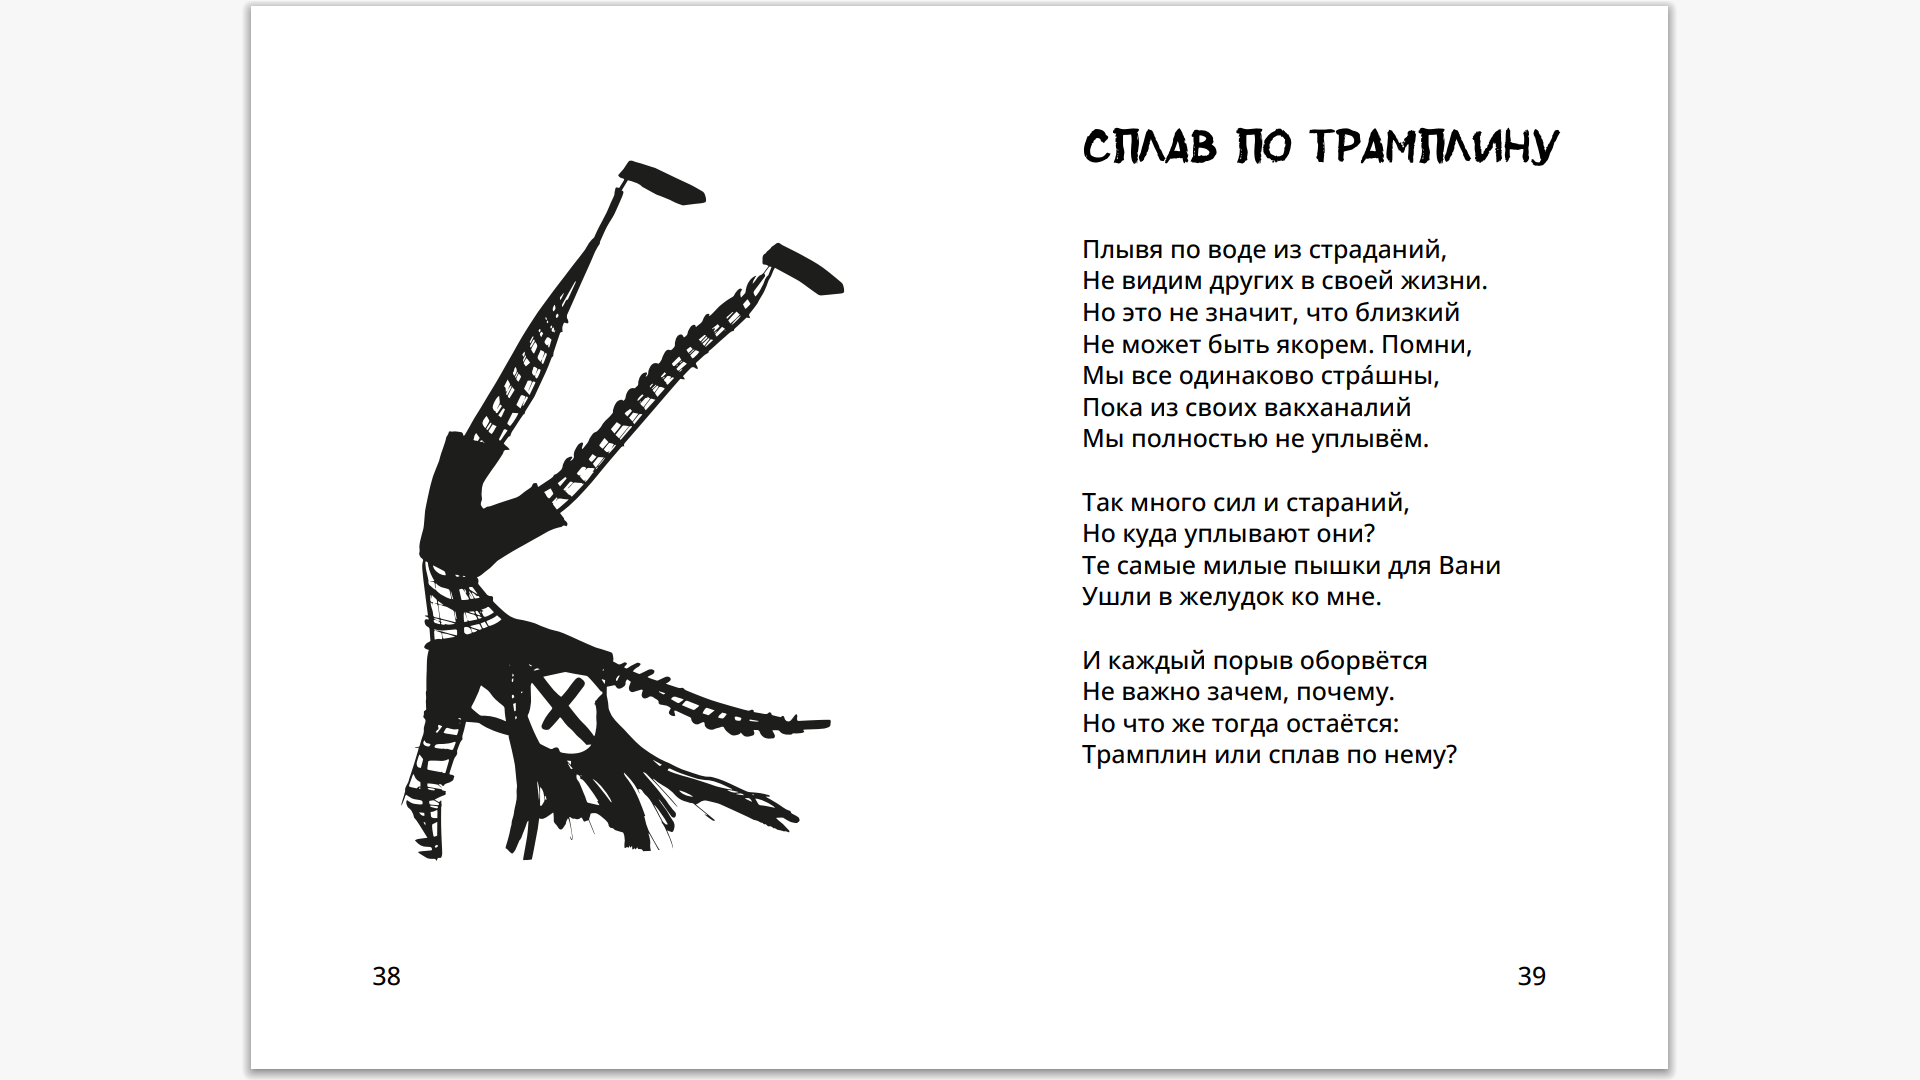 СПЛАВ ПО ТРАМПЛИНУ
Плывя по воде из страданий,
Не видим других в своей жизни.
Но это не значит, что близкий
Не может быть якорем. Помни,
Мы все одинаково стра́шны,
Пока из своих вакханалий
Мы полностью не уплывём.
Так много сил и стараний,
Но куда уплывают они?
Те самые милые пышки для Вани
Ушли в желудок ко мне.
И каждый порыв оборвётся
Не важно зачем, почему.
Но что же тогда остаётся:
Трамплин или сплав по нему?
38
39